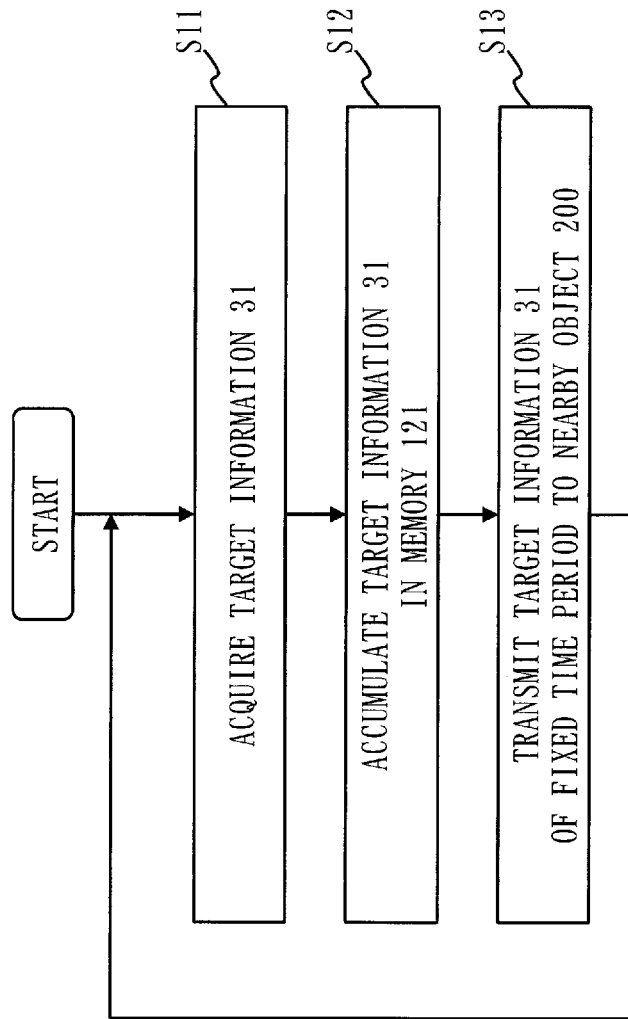 START
S11
ACQUIRE TARGET INFORMATION 31
S12
ACCUMULATE TARGET INFORMATION 31
IN MEMORY 121
S13
TRANSMIT TARGET INFORMATION 31
OF FIXED TIME PERIOD TO NEARBY OBJECT 200